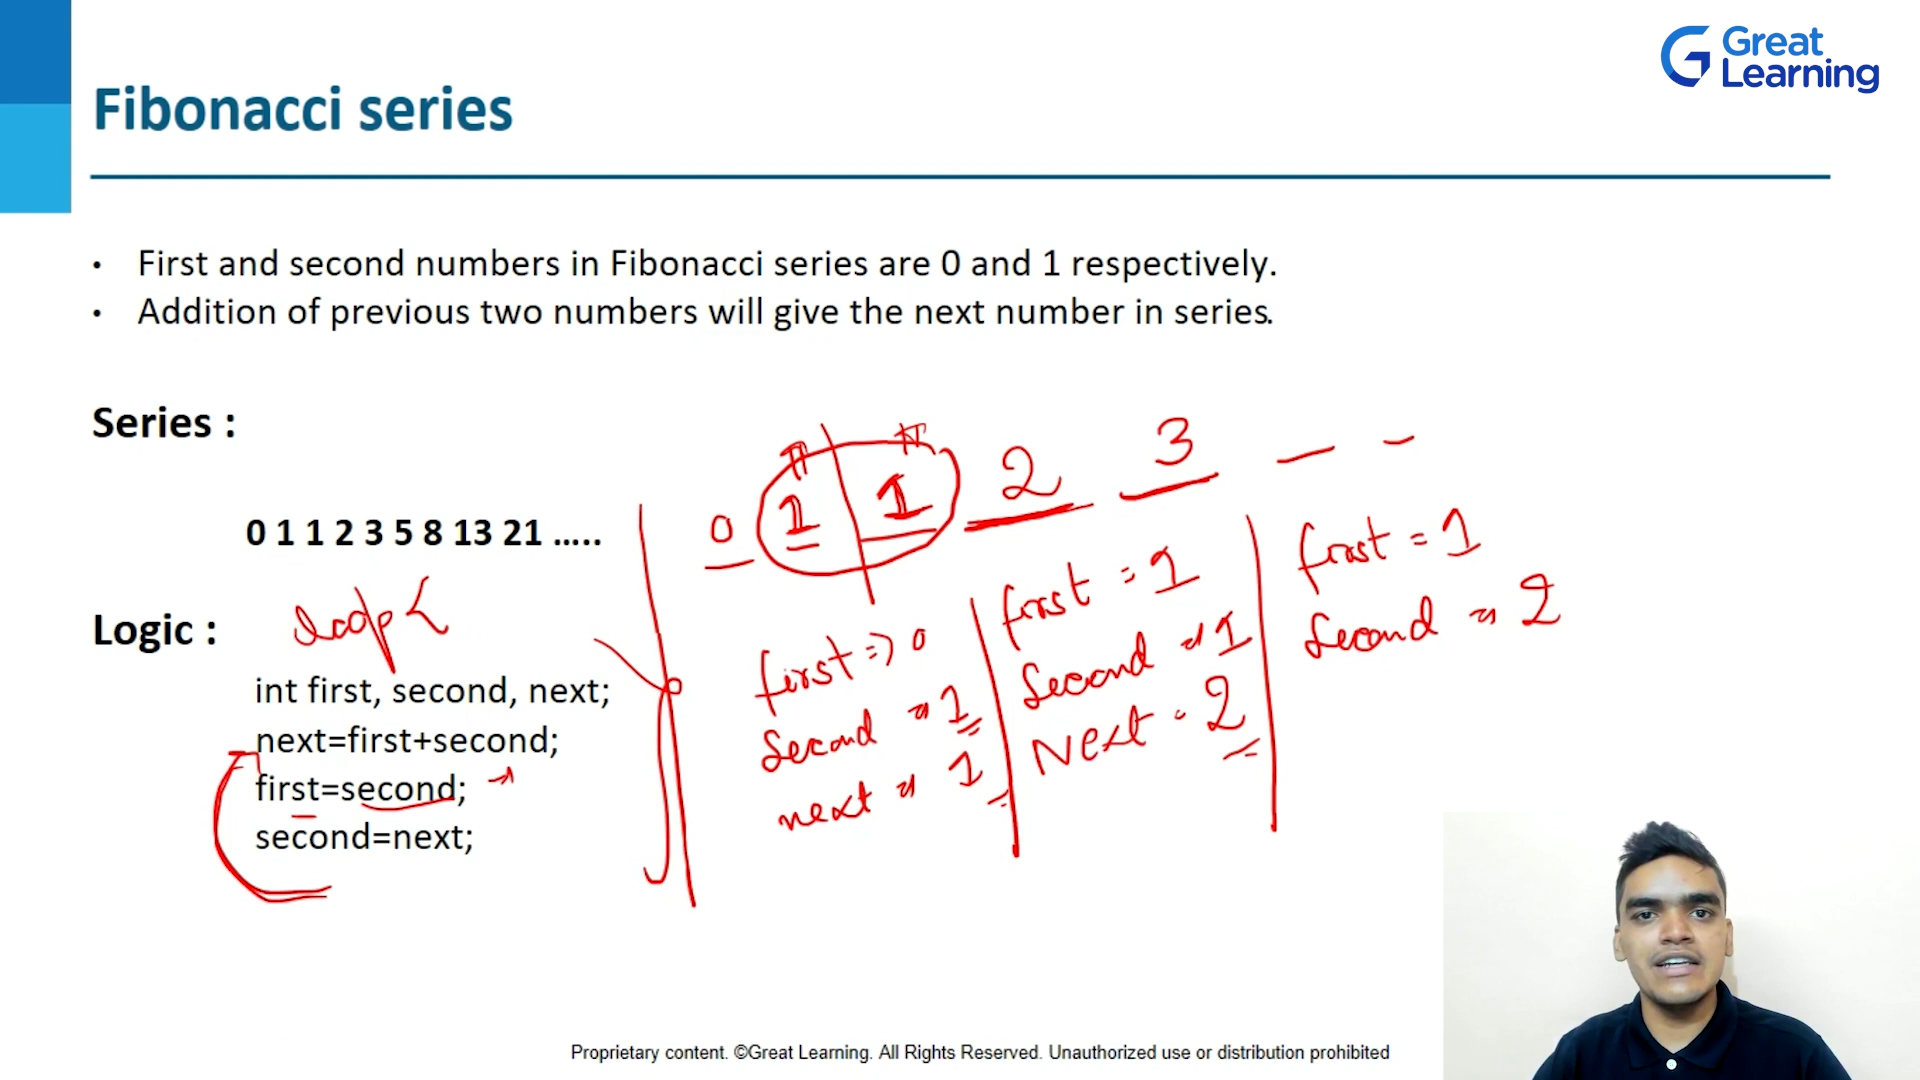 Great
Learning
Fibonacci series
• First and second numbers in Fibonacci series are 0 and 1 respectively.
• Addition of previous two numbers will give the next number in series.
Series :
0 1 1 2 3 - -
0 1 1 2 3 5 8 13 21 .....
Logic :
loop {
int first, second, next;
next=first+second;
first=second;
second=next;
first => 0
second = 1
next = 1
first = 1
second = 1
Next = 2
first = 1
second = 2
Proprietary content. ©Great Learning. All Rights Reserved. Unauthorized use or distribution prohibited